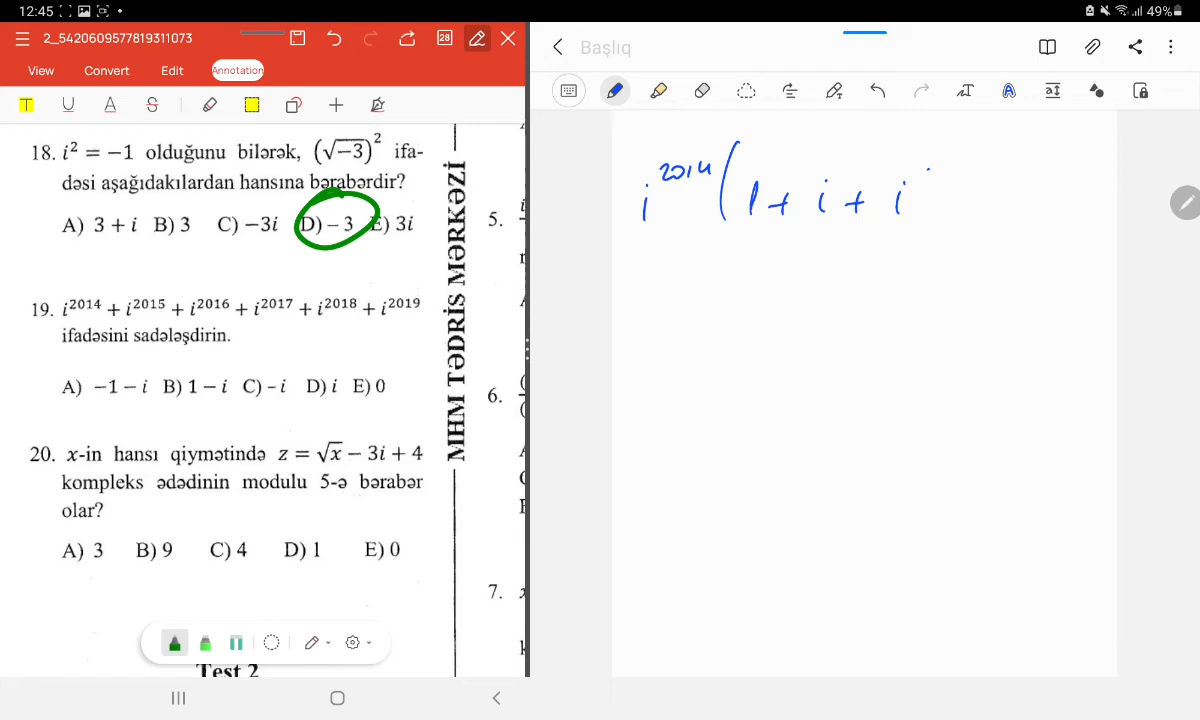 12:45
49%
2_5420609577819311073
28
View Convert Edit Annotation
Başlıq
18. i² = −1 olduğunu bilərək, (√−3)² ifa-
dəsi aşağıdakılardan hansına bərabərdir?
A) 3 + i B) 3 C) −3i D) −3 E) 3i
19. i²⁰¹⁴ + i²⁰¹⁵ + i²⁰¹⁶ + i²⁰¹⁷ + i²⁰¹⁸ + i²⁰¹⁹
ifadəsini sadələşdirin.
A) −1 − i B) 1 − i C) - i D) i E) 0
20. x-in hansı qiymətində z = √x − 3i + 4
kompleks ədədinin modulu 5-ə bərabər
olar?
A) 3 B) 9 C) 4 D) 1 E) 0
Test 2
MHM TƏDRİS MƏRKƏZİ
5.
6.
7.
i²⁰¹⁴ (1 + i + i